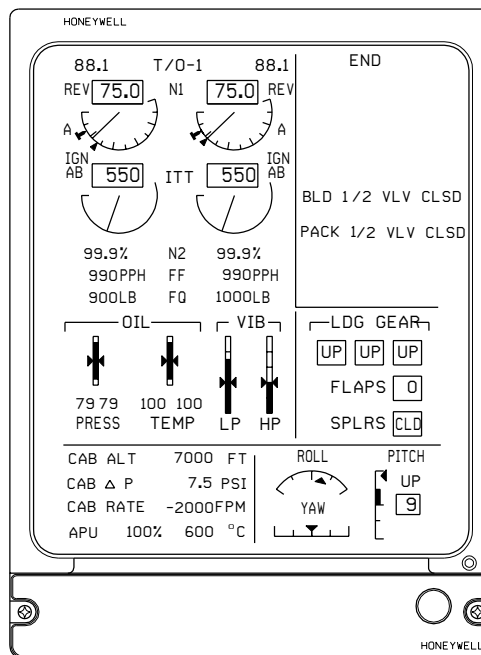 HONEYWELL
88.1 T/O-1 88.1 END
REV 75.0 N1 75.0 REV
A A
IGN IGN
AB 550 ITT 550 AB
BLD 1/2 VLV CLSD
PACK 1/2 VLV CLSD
99.9% N2 99.9%
990PPH FF 990PPH
900LB FQ 1000LB
OIL VIB LDG GEAR
UP UP UP
FLAPS 0
79 79 100 100
PRESS TEMP LP HP SPLRS CLD
CAB ALT 7000 FT ROLL PITCH
CAB Δ P 7.5 PSI UP
CAB RATE -2000FPM YAW 9
APU 100% 600 °C
HONEYWELL